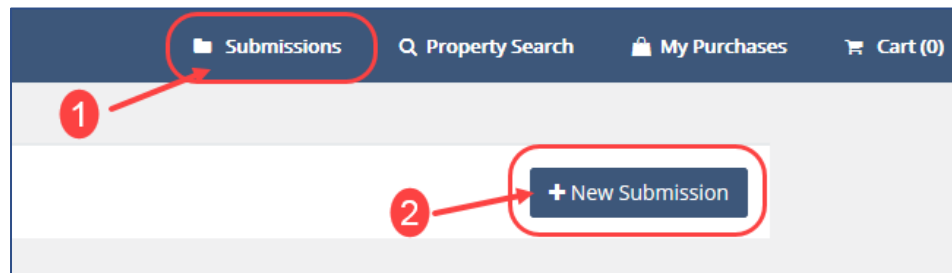 Submissions Property Search My Purchases Cart (0)
1
+ New Submission
2